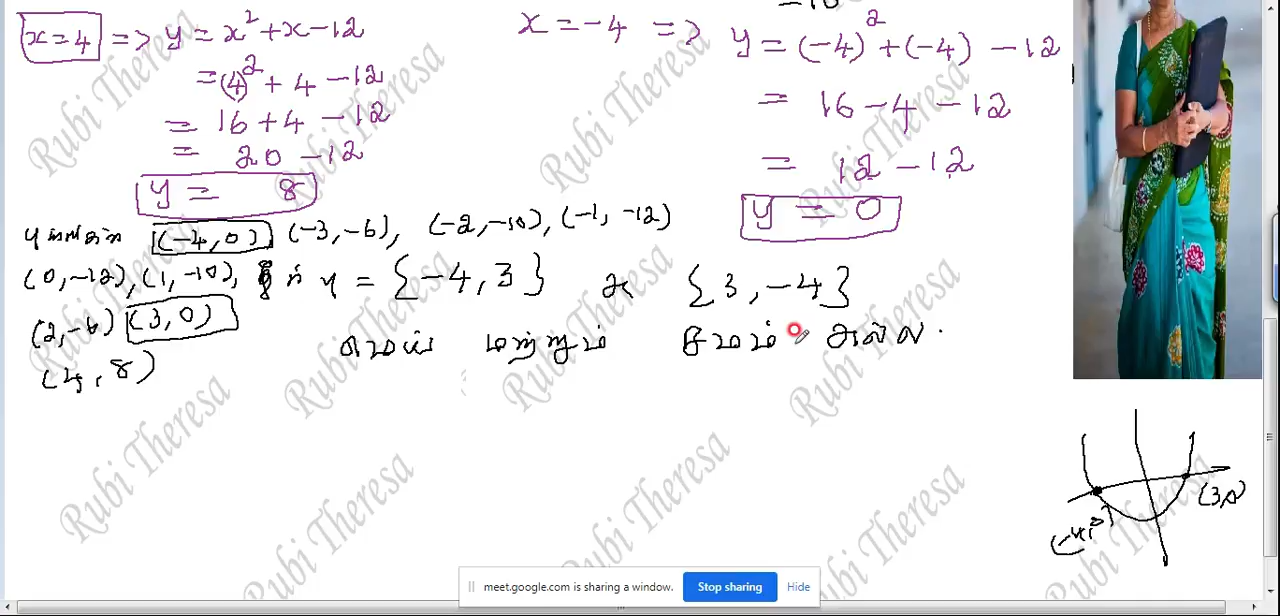 x=4 => y = x²+x-12
= (4)² + 4 -12
= 16 + 4 -12
= 20 -12
y = 8
x = -4 => y = (-4)² + (-4) -12
= 16 -4 -12
= 12 -12
y = 0
(-4,0) (-3,-6), (-2,-10), (-1,-12)
(0,-12), (1,-10), = {-4, 3} {3, -4}
(2,-6) (3,0)
(4,8)
மெய் மற்றும் சமம் அல்ல.
(3,0)
(-4,0)
Rubi Theresa
meet.google.com is sharing a window. Stop sharing Hide